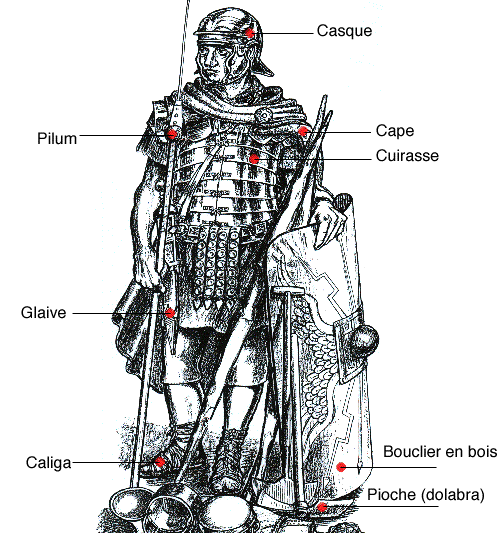 Casque
Pilum
Cape
Cuirasse
Glaive
Bouclier en bois
Caliga
Pioche (dolabra)